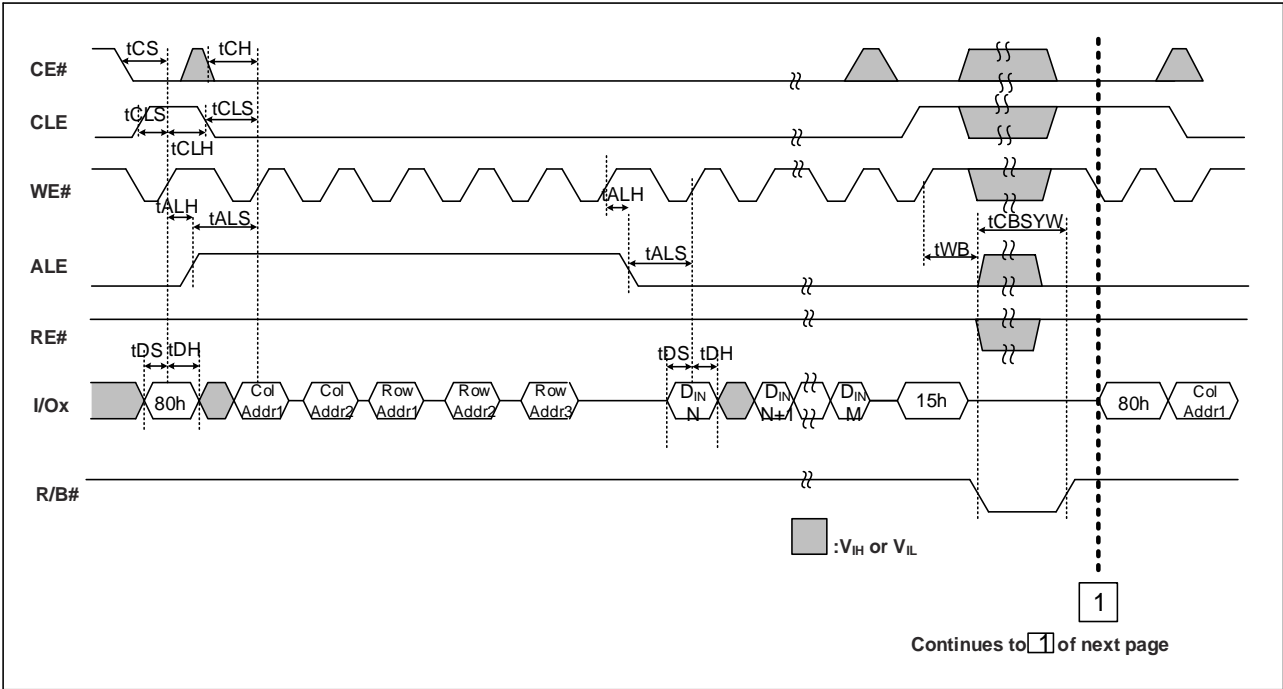 tCS
tCH
CE#
tCLS
tCLS
CLE
tCLH
WE#
tALH
tALH
tALS
tCBSYW
tWB
tALS
ALE
RE#
tDS
tDH
tDS
tDH
I/Ox
80h
Col Addr1
Col Addr2
Row Addr1
Row Addr2
Row Addr3
DIN N
DIN N+1
DIN M
15h
80h
Col Addr1
R/B#
:VIH or VIL
1
Continues to 1 of next page